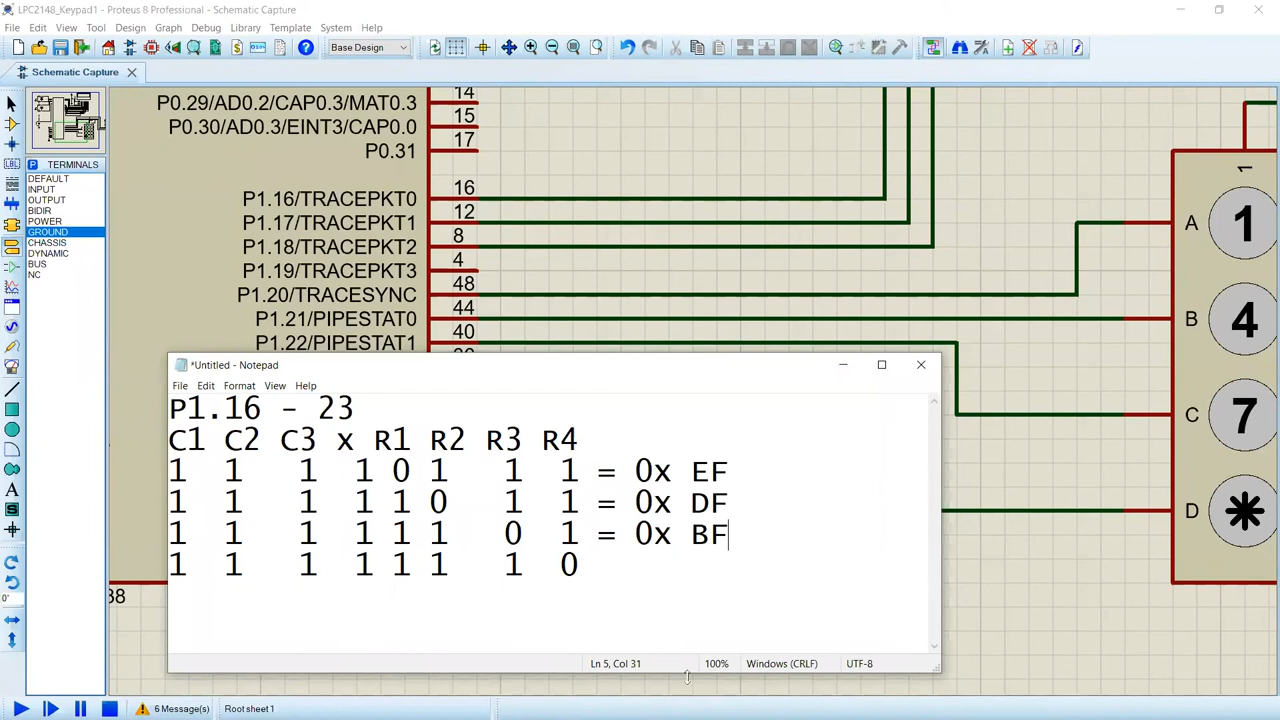 LPC2148_Keypad1 - Proteus 8 Professional - Schematic Capture
File Edit View Tool Design Graph Debug Library Template System Help
Base Design
Schematic Capture
P TERMINALS
DEFAULT
INPUT
OUTPUT
BIDIR
POWER
GROUND
CHASSIS
DYNAMIC
BUS
NC
P0.29/AD0.2/CAP0.3/MAT0.3 14
P0.30/AD0.3/EINT3/CAP0.0 15
P0.31 17
P1.16/TRACEPKT0 16
P1.17/TRACEPKT1 12
P1.18/TRACEPKT2 8
P1.19/TRACEPKT3 4
P1.20/TRACESYNC 48
P1.21/PIPESTAT0 44
P1.22/PIPESTAT1 40
1
A 1
B 4
C 7
D ✱
38
*Untitled - Notepad
File Edit Format View Help
P1.16 - 23
C1 C2 C3 x R1 R2 R3 R4
1 1 1 1 0 1 1 1 = 0x EF
1 1 1 1 1 0 1 1 = 0x DF
1 1 1 1 1 1 0 1 = 0x BF
1 1 1 1 1 1 1 0
Ln 5, Col 31 100% Windows (CRLF) UTF-8
0°
6 Message(s) Root sheet 1